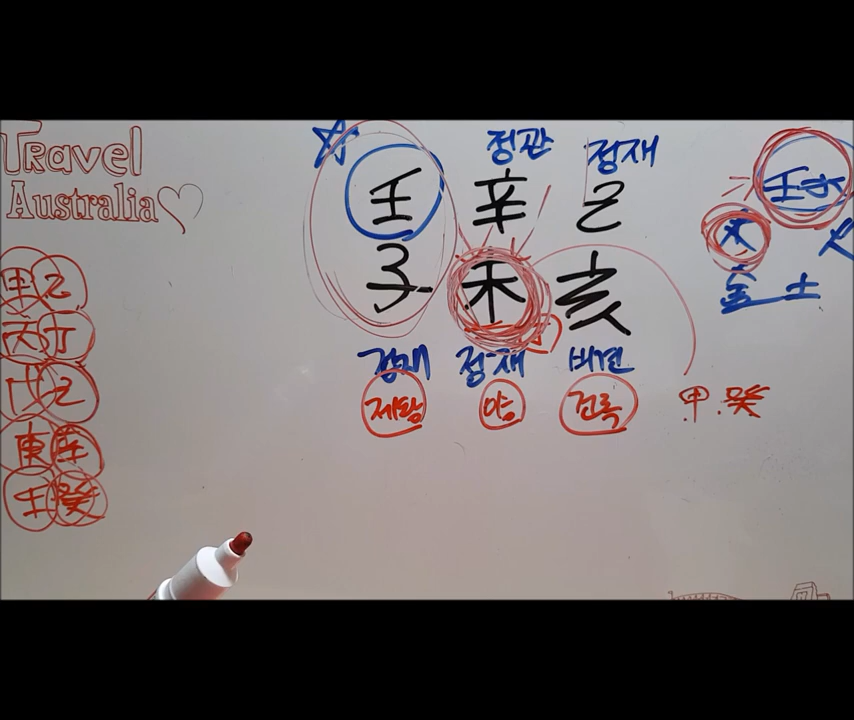 Travel
Australia
정관 정재
壬 辛 己
子 未 亥
겁재 정재 비견
제왕 양 건록
甲.癸
壬水
火
金 土
甲乙
丙丁
戊己
庚辛
壬癸